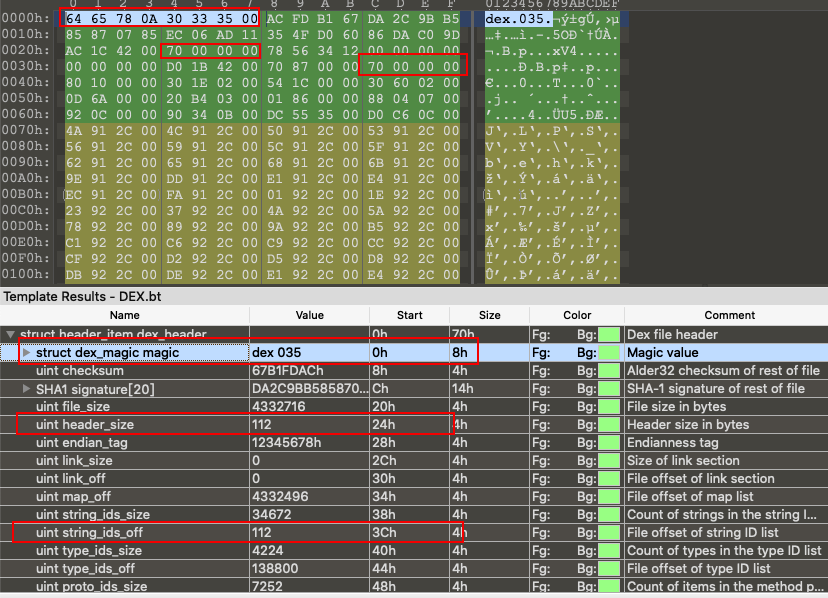 0 1 2 3 4 5 6 7 8 9 A B C D E F 0123456789ABCDEF
0000h: 64 65 78 0A 30 33 35 00 AC FD B1 67 DA 2C 9B B5 dex.035.¬ý±gÚ,›µ
0010h: 85 87 07 85 EC 06 AD 11 35 4F D0 60 86 DA C0 9D …‡.…ì.-.5OÐ`†ÚÀ.
0020h: AC 1C 42 00 70 00 00 00 78 56 34 12 00 00 00 00 ¬.B.p...xV4.....
0030h: 00 00 00 00 D0 1B 42 00 70 87 00 00 70 00 00 00 ....Ð.B.p‡..p...
0040h: 80 10 00 00 30 1E 02 00 54 1C 00 00 30 60 02 00 €...0...T...0`..
0050h: 0D 6A 00 00 20 B4 03 00 01 86 00 00 88 04 07 00 .j.. ´...†..ˆ...
0060h: 92 0C 00 00 90 34 0B 00 DC 55 35 00 D0 C6 0C 00 ’....4..ÜU5.ÐÆ..
0070h: 4A 91 2C 00 4C 91 2C 00 50 91 2C 00 53 91 2C 00 J‘,.L‘,.P‘,.S‘,.
0080h: 56 91 2C 00 59 91 2C 00 5C 91 2C 00 5F 91 2C 00 V‘,.Y‘,.\‘,._‘,.
0090h: 62 91 2C 00 65 91 2C 00 68 91 2C 00 6B 91 2C 00 b‘,.e‘,.h‘,.k‘,.
00A0h: 9E 91 2C 00 DD 91 2C 00 E1 91 2C 00 E4 91 2C 00 ž‘,.Ý‘,.á‘,.ä‘,.
00B0h: EC 91 2C 00 FA 91 2C 00 01 92 2C 00 1E 92 2C 00 ì‘,.ú‘,..’,..’,.
00C0h: 23 92 2C 00 37 92 2C 00 4A 92 2C 00 5A 92 2C 00 #’,.7’,.J’,.Z’,.
00D0h: 78 92 2C 00 89 92 2C 00 9A 92 2C 00 B5 92 2C 00 x’,.‰’,.š’,.µ’,.
00E0h: C1 92 2C 00 C6 92 2C 00 C9 92 2C 00 CC 92 2C 00 Á’,.Æ’,.É’,.Ì’,.
00F0h: CF 92 2C 00 D2 92 2C 00 D5 92 2C 00 D8 92 2C 00 Ï’,.Ò’,.Õ’,.Ø’,.
0100h: DB 92 2C 00 DE 92 2C 00 E1 92 2C 00 E4 92 2C 00 Û’,.Þ’,.á’,.ä’,.
Template Results - DEX.bt
Name Value Start Size Color Comment
struct header_item dex_header 0h 70h Fg: Bg: Dex file header
struct dex_magic magic dex 035 0h 8h Fg: Bg: Magic value
uint checksum 67B1FDACh 8h 4h Fg: Bg: Alder32 checksum of rest of file
SHA1 signature[20] DA2C9BB585870... Ch 14h Fg: Bg: SHA-1 signature of rest of file
uint file_size 4332716 20h 4h Fg: Bg: File size in bytes
uint header_size 112 24h 4h Fg: Bg: Header size in bytes
uint endian_tag 12345678h 28h 4h Fg: Bg: Endianness tag
uint link_size 0 2Ch 4h Fg: Bg: Size of link section
uint link_off 0 30h 4h Fg: Bg: File offset of link section
uint map_off 4332496 34h 4h Fg: Bg: File offset of map list
uint string_ids_size 34672 38h 4h Fg: Bg: Count of strings in the string I...
uint string_ids_off 112 3Ch 4h Fg: Bg: File offset of string ID list
uint type_ids_size 4224 40h 4h Fg: Bg: Count of types in the type ID list
uint type_ids_off 138800 44h 4h Fg: Bg: File offset of type ID list
uint proto_ids_size 7252 48h 4h Fg: Bg: Count of items in the method p...